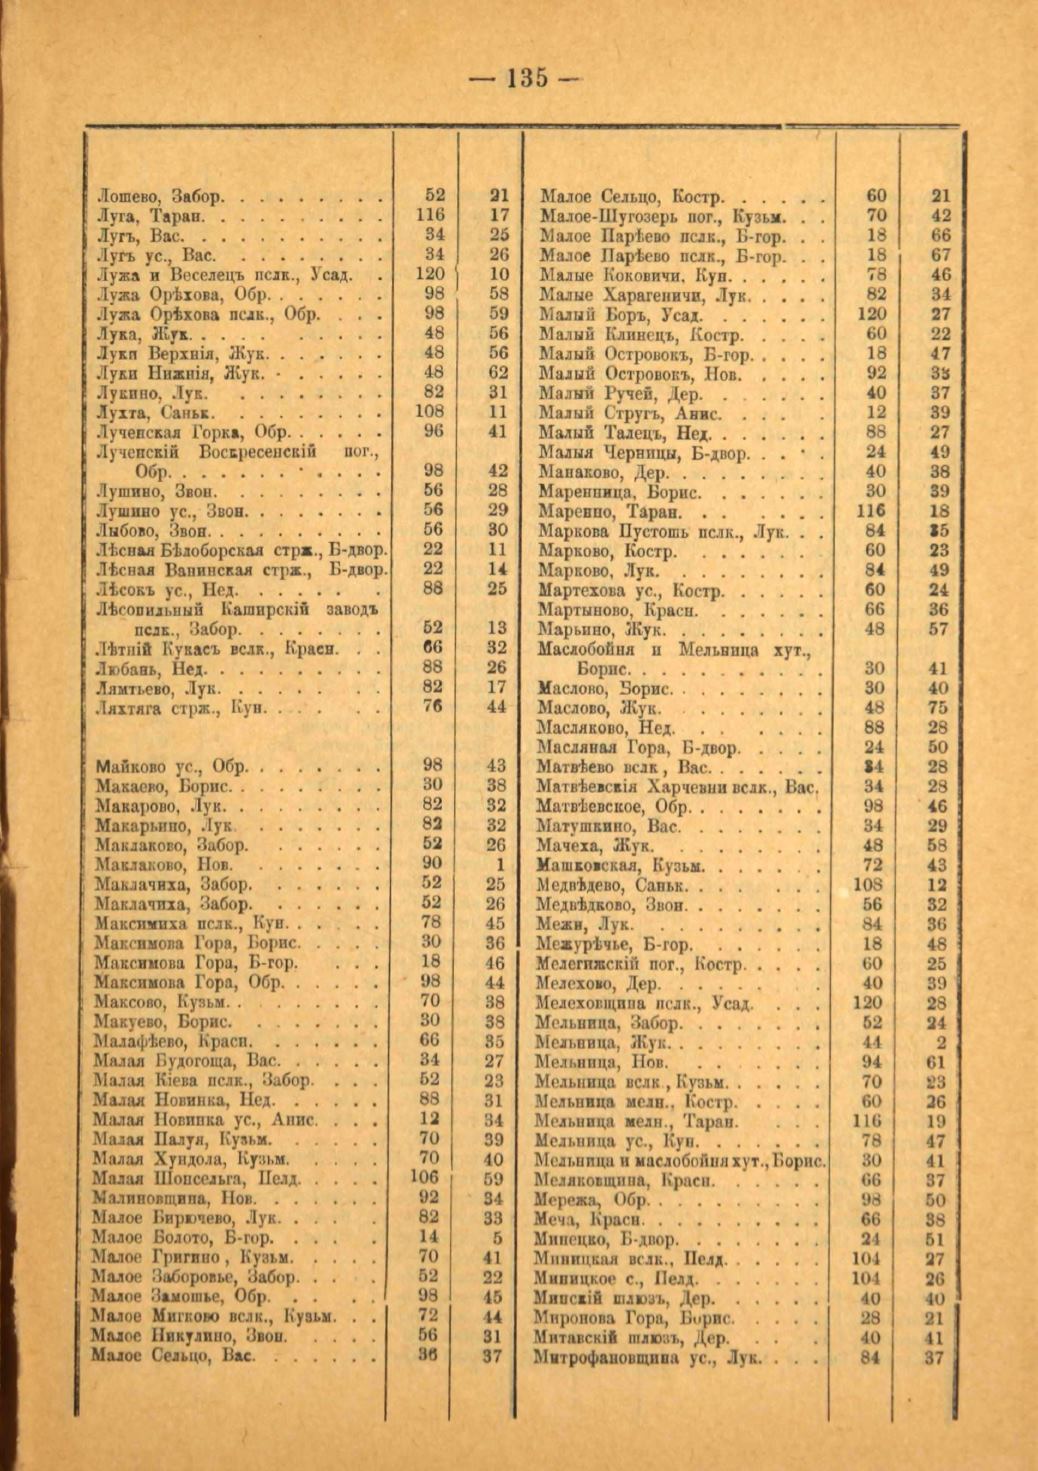 — 135 —
Лошево, Забор. 52 21
Луга, Таран. 116 17
Лугъ, Вас. 34 25
Лугъ ус., Вас. 34 26
Лужа и Веселецъ пслк., Усад. 120 10
Лужа Орѣхова, Обр. 98 58
Лужа Орѣхова пслк., Обр. 98 59
Лука, Жук. 48 56
Луки Верхнія, Жук. 48 56
Луки Нижнія, Жук. 48 62
Лукино, Лук. 82 31
Лухта, Саньк. 108 11
Лученская Горка, Обр. 96 41
Лученскій Воскресенскій пог.,
Обр. 98 42
Лушино, Звон. 56 28
Лушино ус., Звон. 56 29
Лыбово, Звон. 56 30
Лѣсная Бѣлоборская стрж., Б-двор. 22 11
Лѣсная Ванинская стрж., Б-двор. 22 14
Лѣсокъ ус., Нед. 88 25
Лѣсопильный Каширскій заводъ
пслк., Забор. 52 13
Лѣтній Кукасъ вслк., Красн. 66 32
Любань, Нед. 88 26
Лямтьево, Лук. 82 17
Ляхтяга стрж., Кун. 76 44
Майково ус., Обр. 98 43
Макаево, Борис. 30 38
Макарово, Лук. 82 32
Макарьино, Лук. 82 32
Маклаково, Забор. 52 26
Маклаково, Нов. 90 1
Маклачиха, Забор. 52 25
Маклачиха, Забор. 52 26
Максимиха пслк., Кун. 78 45
Максимова Гора, Борис. 30 36
Максимова Гора, Б-гор. 18 46
Максимова Гора, Обр. 98 44
Максово, Кузьм. 70 38
Макуево, Борис. 30 38
Малафѣево, Красн. 66 35
Малая Будогоща, Вас. 34 27
Малая Кіева пслк., Забор. 52 23
Малая Новинка, Нед. 88 31
Малая Новинка ус., Анис. 12 34
Малая Палуя, Кузьм. 70 39
Малая Хундола, Кузьм. 70 40
Малая Шопсельга, Пелд. 106 59
Малиновщина, Нов. 92 34
Малое Бирючево, Лук. 82 33
Малое Болото, Б-гор. 14 5
Малое Григино, Кузьм. 70 41
Малое Заборовье, Забор. 52 22
Малое Замошье, Обр. 98 45
Малое Мигково вслк., Кузьм. 72 44
Малое Никулино, Звон. 56 31
Малое Сельцо, Вас. 36 37
Малое Сельцо, Костр. 60 21
Малое-Шугозерь пог., Кузьм. 70 42
Малое Парѣево пслк., Б-гор. 18 66
Малое Парѣево пслк., Б-гор. 18 67
Малые Коковичи, Кун. 78 46
Малые Харагеничи, Лук. 82 34
Малый Боръ, Усад. 120 27
Малый Клинецъ, Костр. 60 22
Малый Островокъ, Б-гор. 18 47
Малый Островокъ, Нов. 92 33
Малый Ручей, Дер. 40 37
Малый Стругъ, Анис. 12 39
Малый Талецъ, Нед. 88 27
Малыя Черницы, Б-двор. 24 49
Манаково, Дер. 40 38
Маренница, Борис. 30 39
Маренно, Таран. 116 18
Маркова Пустошь пслк., Лук. 84 35
Марково, Костр. 60 23
Марково, Лук. 84 49
Мартехова ус., Костр. 60 24
Мартыново, Красн. 66 36
Марьино, Жук. 48 57
Маслобойня и Мельница хут.,
Борис. 30 41
Маслово, Борис. 30 40
Маслово, Жук. 48 75
Масляково, Нед. 88 28
Масляная Гора, Б-двор. 24 50
Матвѣево вслк, Вас. 34 28
Матвѣевскія Харчевни вслк., Вас. 34 28
Матвѣевское, Обр. 98 46
Матушкино, Вас. 34 29
Мачеха, Жук. 48 58
Машковская, Кузьм. 72 43
Медвѣдево, Саньк. 108 12
Медвѣдково, Звон. 56 32
Межи, Лук. 84 36
Межурѣчье, Б-гор. 18 48
Мелегижскій пог., Костр. 60 25
Мелехово, Дер. 40 39
Мелеховщина пслк., Усад. 120 28
Мельница, Забор. 52 24
Мельница, Жук. 44 2
Мельница, Нов. 94 61
Мельница вслк, Кузьм. 70 23
Мельница мелн., Костр. 60 26
Мельница мелн., Таран. 116 19
Мельница ус., Кун. 78 47
Мельница и маслобойня хут., Борис. 30 41
Меляковщина, Красн. 66 37
Мережа, Обр. 98 50
Меча, Красн. 66 38
Минецко, Б-двор. 24 51
Миницкая вслк., Пелд. 104 27
Миницкое с., Пелд. 104 26
Минскій шлюзъ, Дер. 40 40
Миронова Гора, Борис. 28 21
Митавскій шлюзъ, Дер. 40 41
Митрофановщина ус., Лук. 84 37